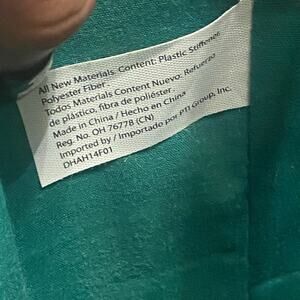 All New Materials. Content: Plastic Stiffener
Polyester Fiber.
Todos Materials Content Nuevo. Refuerzo
de plástico, fibra de poliéster.
Made in China / Hecho en China
Reg. No. OH 76778 (CN)
Imported by / Importado por PTI Group, Inc.
DHAH14F01